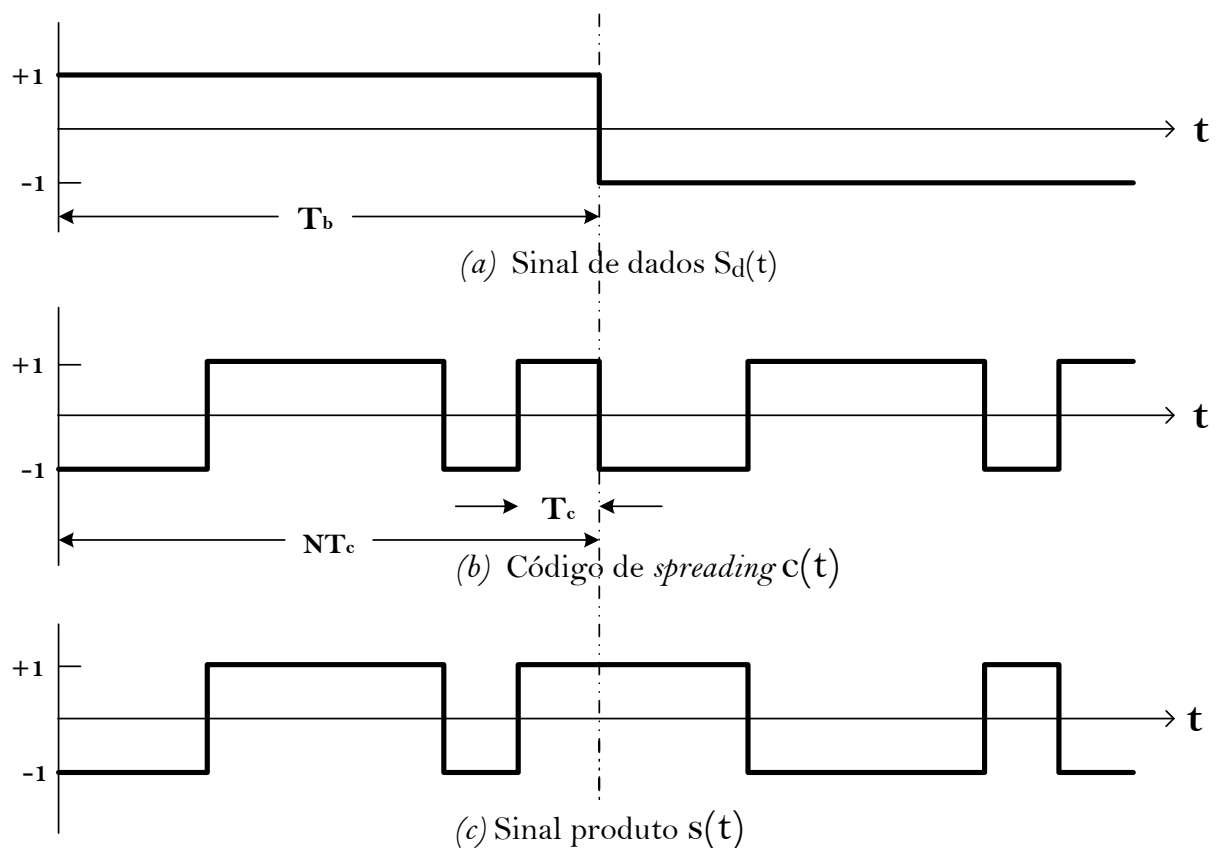 +1
t
-1
Tb
(a) Sinal de dados Sd(t)
+1
t
-1
Tc
NTc
(b) Código de spreading c(t)
+1
t
-1
(c) Sinal produto s(t)